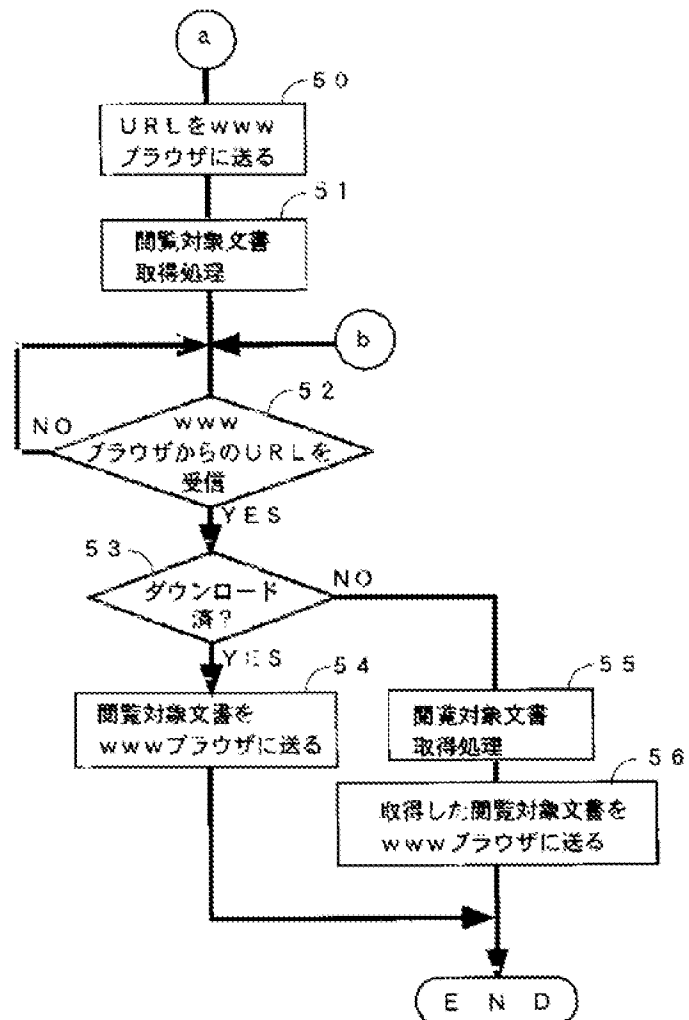 a
50
URLをwww
ブラウザに送る
51
閲覧対象文書
取得処理
b
52
NO
www
ブラウザからのURLを
受信
YES
53
ダウンロード
済？
NO
YES
54
閲覧対象文書を
wwwブラウザに送る
55
閲覧対象文書
取得処理
56
取得した閲覧対象文書を
wwwブラウザに送る
END